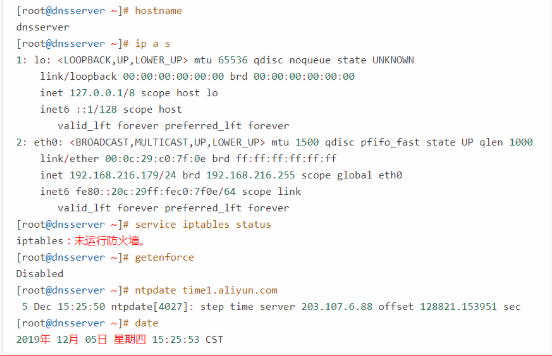 [root@dnsserver ~]# hostname
dnsserver
[root@dnsserver ~]# ip a s
1: lo: <LOOPBACK,UP,LOWER_UP> mtu 65536 qdisc noqueue state UNKNOWN
link/loopback 00:00:00:00:00:00 brd 00:00:00:00:00:00
inet 127.0.0.1/8 scope host lo
inet6 ::1/128 scope host
valid_lft forever preferred_lft forever
2: eth0: <BROADCAST,MULTICAST,UP,LOWER_UP> mtu 1500 qdisc pfifo_fast state UP qlen 1000
link/ether 00:0c:29:c0:7f:0e brd ff:ff:ff:ff:ff:ff
inet 192.168.216.179/24 brd 192.168.216.255 scope global eth0
inet6 fe80::20c:29ff:fec0:7f0e/64 scope link
valid_lft forever preferred_lft forever
[root@dnsserver ~]# service iptables status
iptables：未运行防火墙。
[root@dnsserver ~]# getenforce
Disabled
[root@dnsserver ~]# ntpdate time1.aliyun.com
5 Dec 15:25:50 ntpdate[4027]: step time server 203.107.6.88 offset 128821.153951 sec
[root@dnsserver ~]# date
2019年 12月 05日 星期四 15:25:53 CST